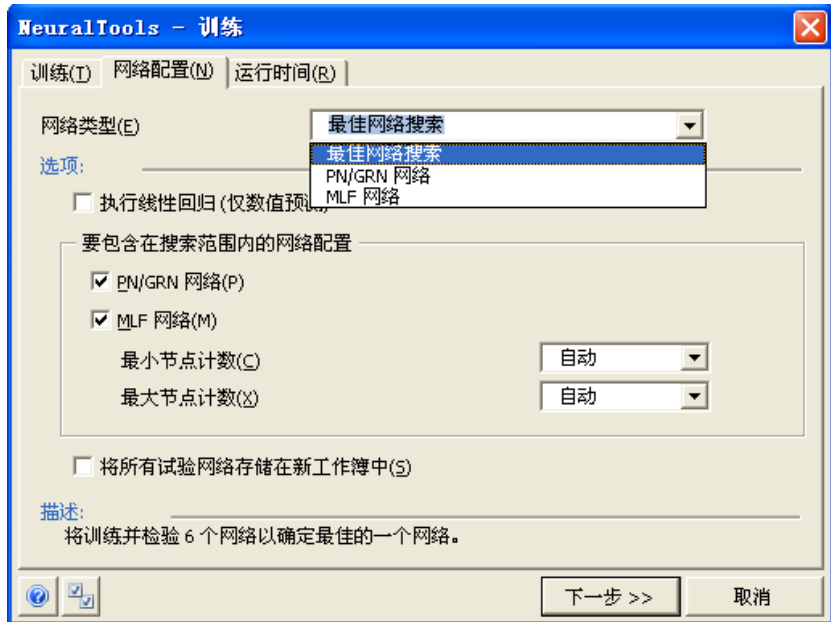 NeuralTools - 训练
训练(T) 网络配置(N) 运行时间(R)
网络类型(E) 最佳网络搜索
最佳网络搜索
选项:
PN/GRN 网络
MLF 网络
执行线性回归(仅数值预
要包含在搜索范围内的网络配置
PN/GRN 网络(P)
MLF 网络(M)
最小节点计数(C) 自动
最大节点计数(X) 自动
将所有试验网络存储在新工作簿中(S)
描述:
将训练并检验 6 个网络以确定最佳的一个网络。
下一步 >> 取消